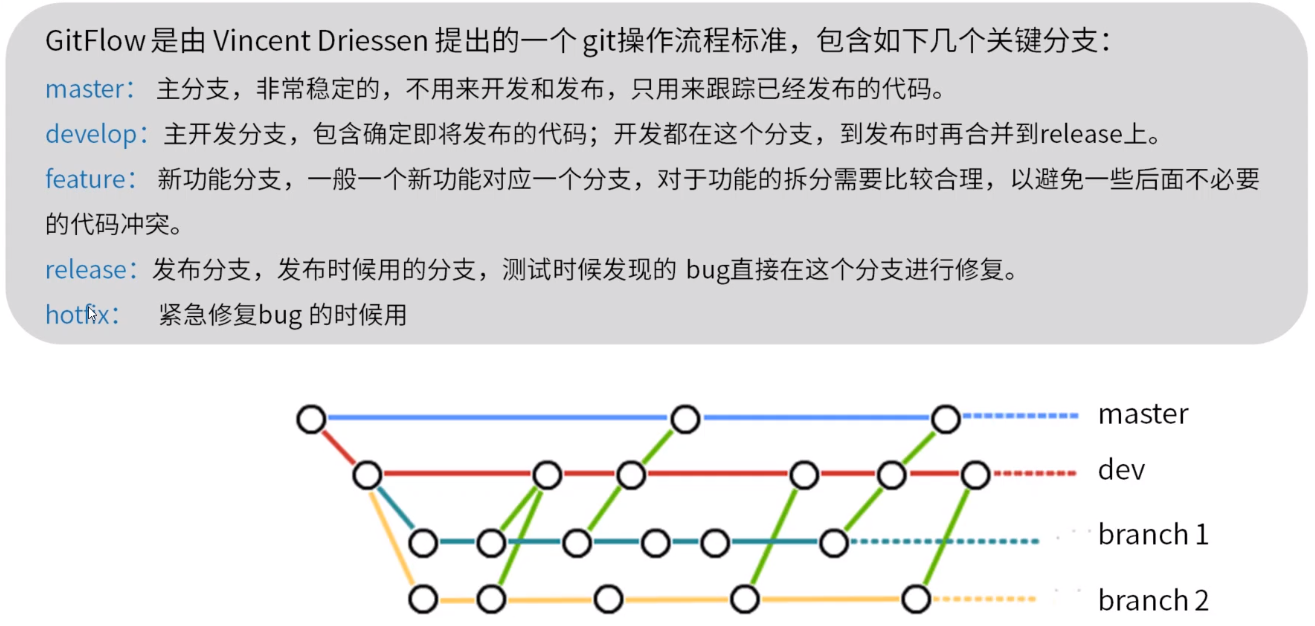 GitFlow是由 Vincent Driessen 提出的一个 git操作流程标准，包含如下几个关键分支：
master： 主分支，非常稳定的，不用来开发和发布，只用来跟踪已经发布的代码。
develop：主开发分支，包含确定即将发布的代码；开发都在这个分支，到发布时再合并到release上。
feature： 新功能分支，一般一个新功能对应一个分支，对于功能的拆分需要比较合理，以避免一些后面不必要
的代码冲突。
release：发布分支，发布时候用的分支，测试时候发现的 bug直接在这个分支进行修复。
hotfix： 紧急修复bug 的时候用
master
dev
branch 1
branch 2